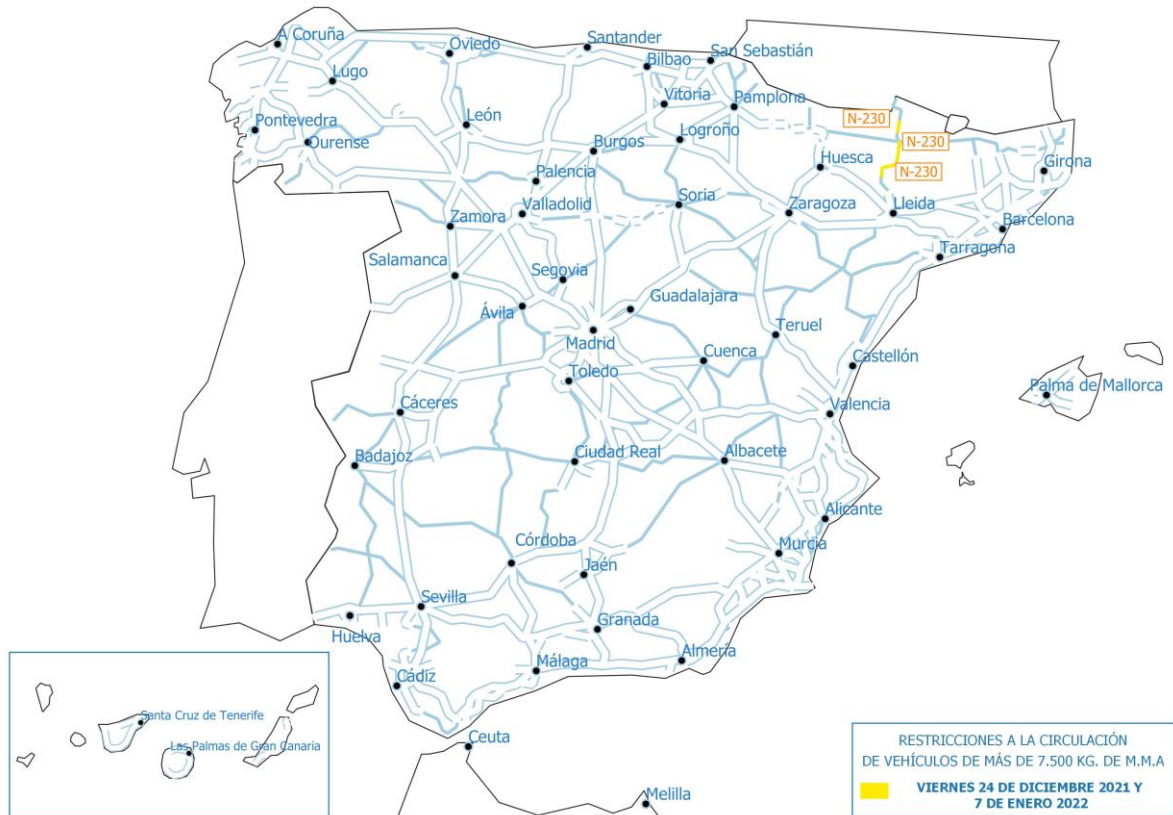 A Coruña
Oviedo
Santander
San Sebastián
Bilbao
Lugo
Vitoria
Pamplona
N-230
Pontevedra
León
Logroño
N-230
Ourense
Burgos
Huesca
N-230
Girona
Palencia
Soria
Zaragoza
Lleida
Valladolid
Zamora
Barcelona
Tarragona
Salamanca
Segovia
Guadalajara
Ávila
Teruel
Madrid
Cuenca
Castellón
Toledo
Palma de Mallorca
Cáceres
Valencia
Badajoz
Ciudad Real
Albacete
Alicante
Córdoba
Murcia
Jaén
Sevilla
Granada
Huelva
Almería
Málaga
Cádiz
Santa Cruz de Tenerife
Las Palmas de Gran Canaria
Ceuta
Melilla
RESTRICCIONES A LA CIRCULACIÓN
DE VEHÍCULOS DE MÁS DE 7.500 KG. DE M.M.A
VIERNES 24 DE DICIEMBRE 2021 Y
7 DE ENERO 2022